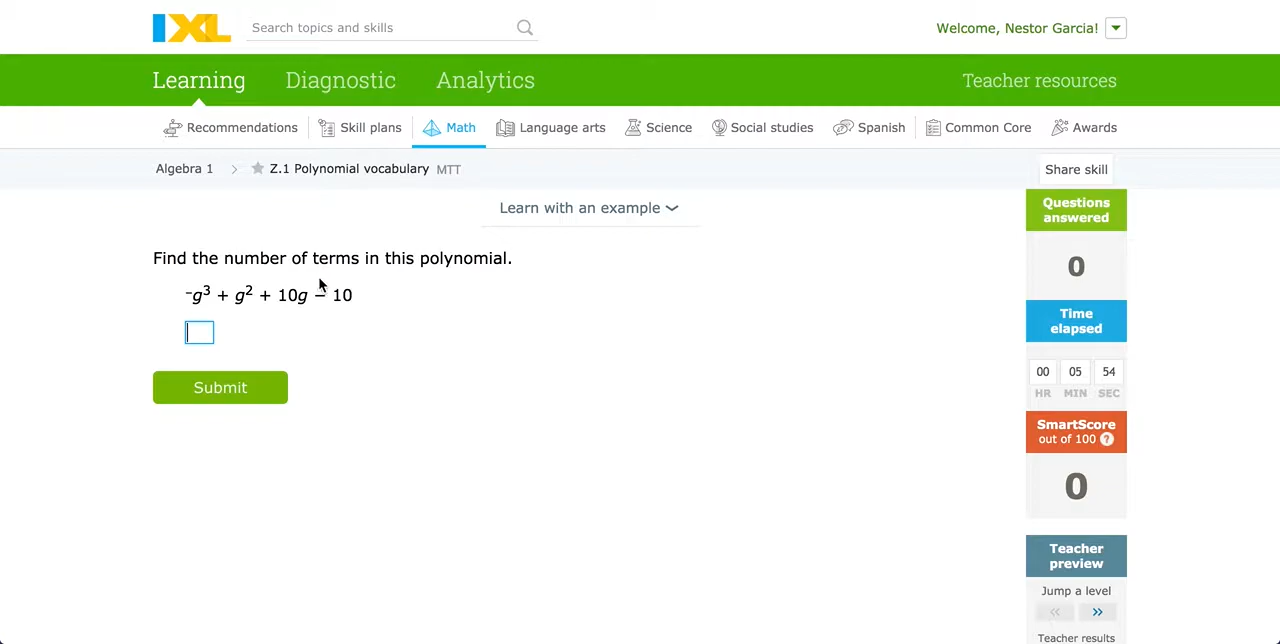 IXL
Search topics and skills
Welcome, Nestor Garcia!
Learning Diagnostic Analytics Teacher resources
Recommendations Skill plans Math Language arts Science Social studies Spanish Common Core Awards
Algebra 1 > Z.1 Polynomial vocabulary MTT
Share skill
Learn with an example
Questions
answered
0
Find the number of terms in this polynomial.
⁻g³ + g² + 10g − 10
Submit
Time
elapsed
00 05 54
HR MIN SEC
SmartScore
out of 100 ?
0
Teacher
preview
Jump a level
<< >>
Teacher results